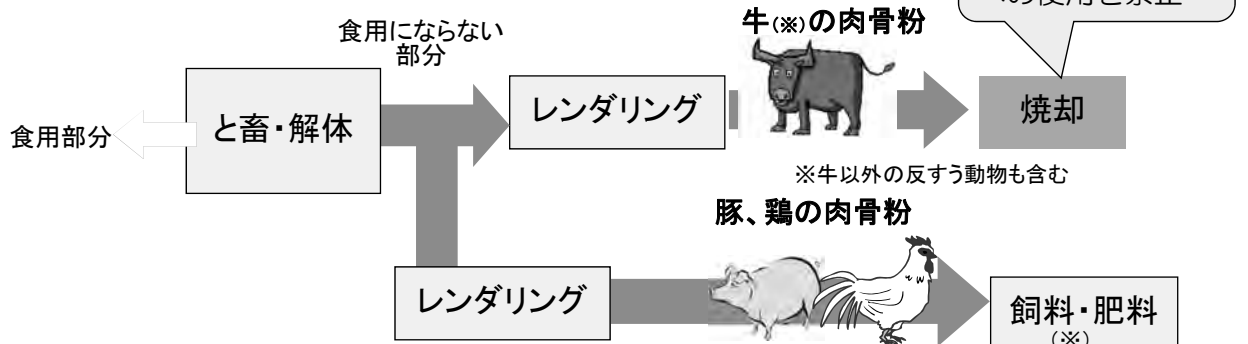 の使用を禁止
牛(※)の肉骨粉
食用にならない
部分
食用部分
と畜・解体
レンダリング
焼却
※牛以外の反すう動物も含む
豚、鶏の肉骨粉
レンダリング
飼料・肥料
(※)